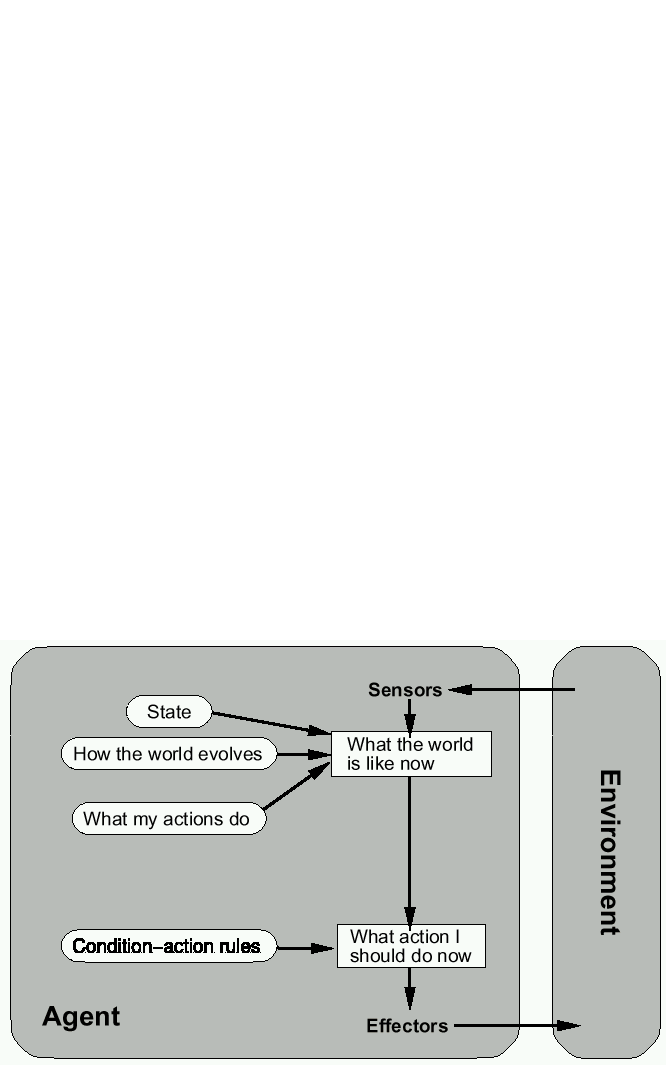 Sensors
State
What the world
is like now
How the world evolves
What my actions do
Environment
Condition–action rules
What action I
should do now
Agent
Effectors